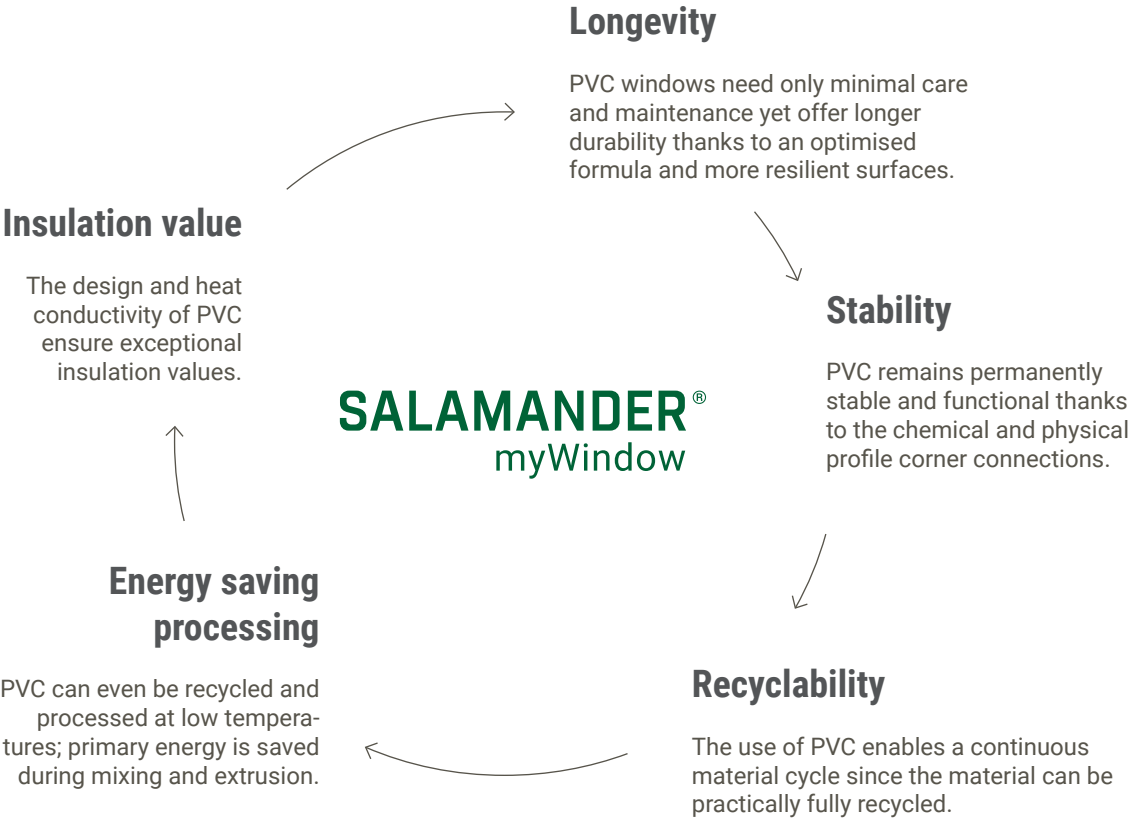 Longevity
PVC windows need only minimal care
and maintenance yet offer longer
durability thanks to an optimised
formula and more resilient surfaces.
Stability
PVC remains permanently
stable and functional thanks
to the chemical and physical
profile corner connections.
Recyclability
The use of PVC enables a continuous
material cycle since the material can be
practically fully recycled.
Energy saving
processing
PVC can even be recycled and
processed at low tempera-
tures; primary energy is saved
during mixing and extrusion.
Insulation value
The design and heat
conductivity of PVC
ensure exceptional
insulation values.
SALAMANDER®
myWindow